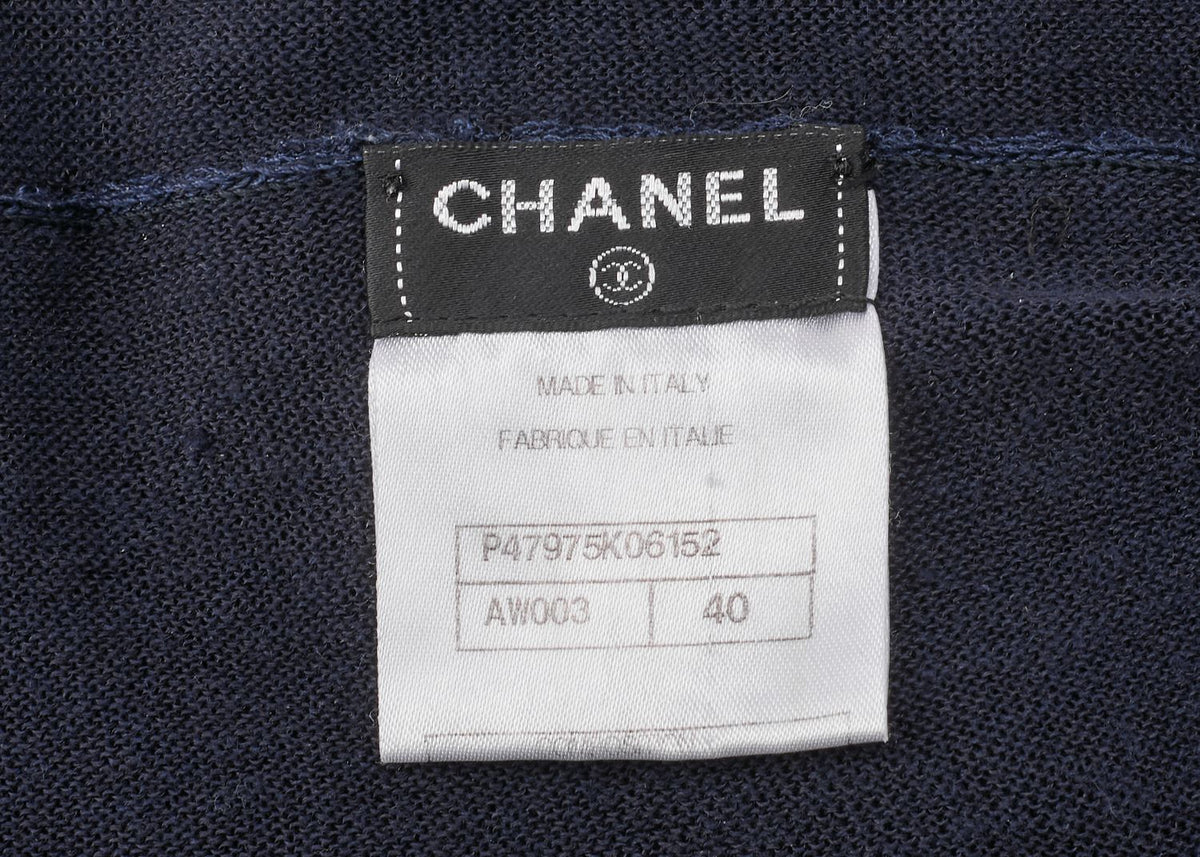 CHANEL
MADE IN ITALY
FABRIQUE EN ITALIE
P47975K06152
AW003 40